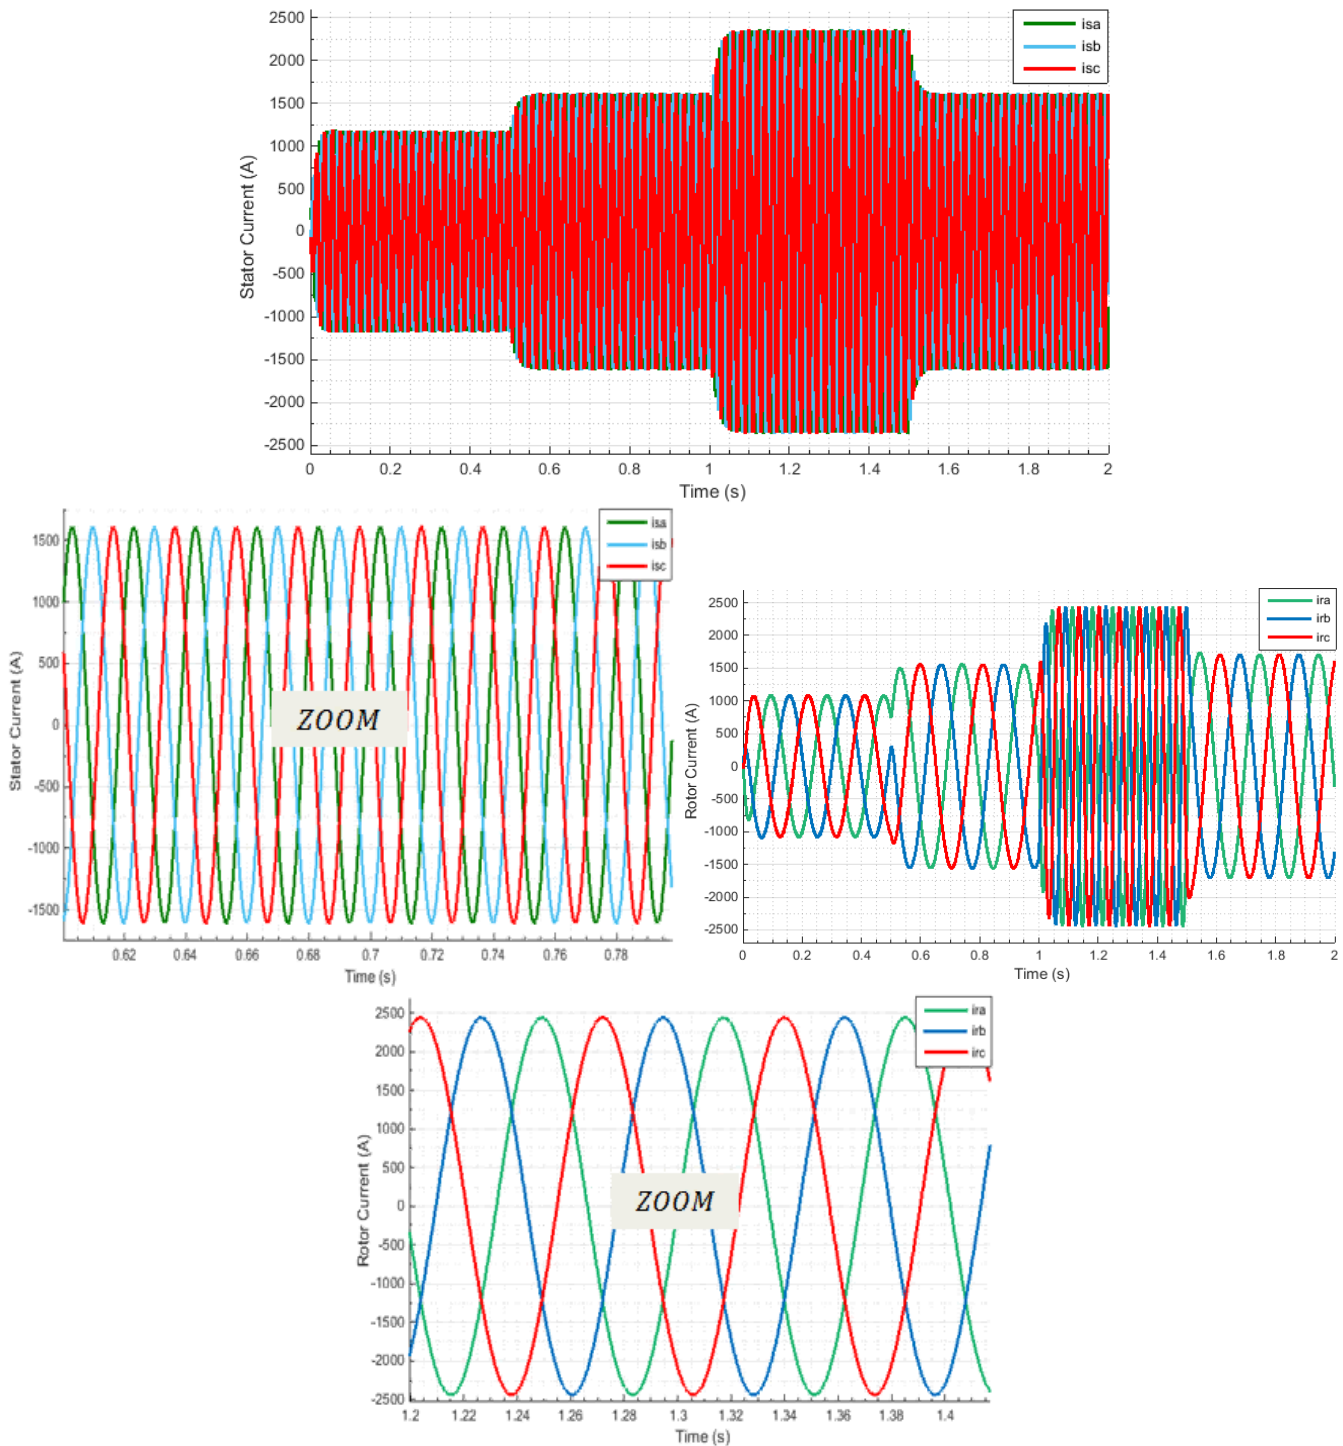 2500
2000
1500
1000
500
0
-500
-1000
-1500
-2000
-2500
Stator Current (A)
isa
isb
isc
0 0.2 0.4 0.6 0.8 1 1.2 1.4 1.6 1.8 2
Time (s)
1500
1000
500
0
-500
-1000
-1500
Stator Current (A)
isa
isb
isc
ZOOM
0.62 0.64 0.66 0.68 0.7 0.72 0.74 0.76 0.78
Time (s)
2500
2000
1500
1000
500
0
-500
-1000
-1500
-2000
-2500
Rotor Current (A)
ira
irb
irc
0 0.2 0.4 0.6 0.8 1 1.2 1.4 1.6 1.8 2
Time (s)
2500
2000
1500
1000
500
0
-500
-1000
-1500
-2000
-2500
Rotor Current (A)
ira
irb
irc
ZOOM
1.2 1.22 1.24 1.26 1.28 1.3 1.32 1.34 1.36 1.38 1.4
Time (s)